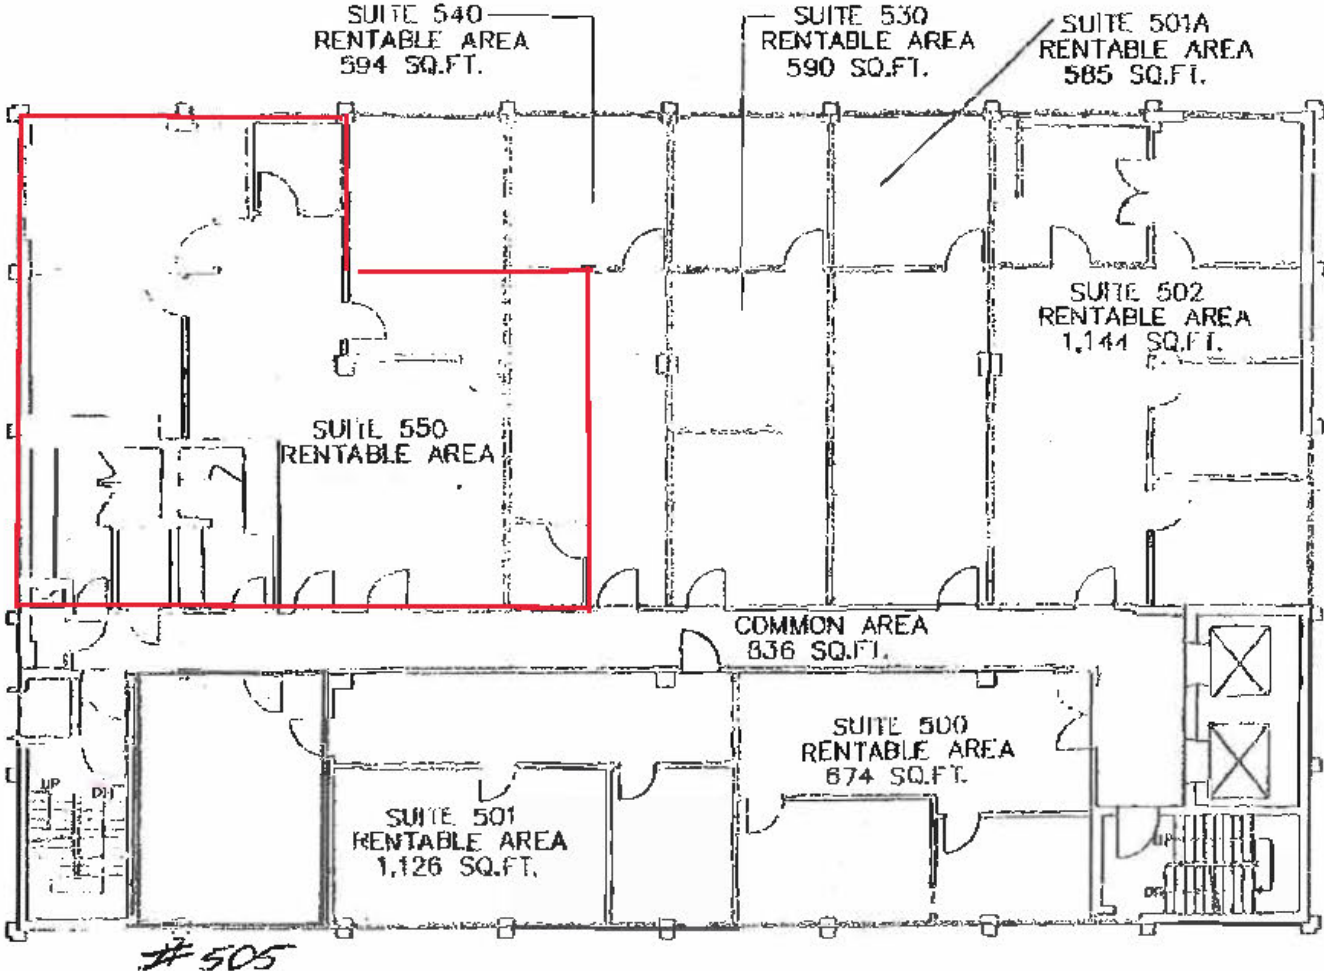 SUITE 540
RENTABLE AREA
594 SQ.FT.
SUITE 530
RENTABLE AREA
590 SQ.FT.
SUITE 501A
RENTABLE AREA
585 SQ.FT.
SUITE 502
RENTABLE AREA
1,144 SQ.FT.
SUITE 550
RENTABLE AREA
COMMON AREA
836 SQ.FT.
SUITE 500
RENTABLE AREA
674 SQ.FT.
UP
DN
SUITE 501
RENTABLE AREA
1,126 SQ.FT.
UP
DN
#505